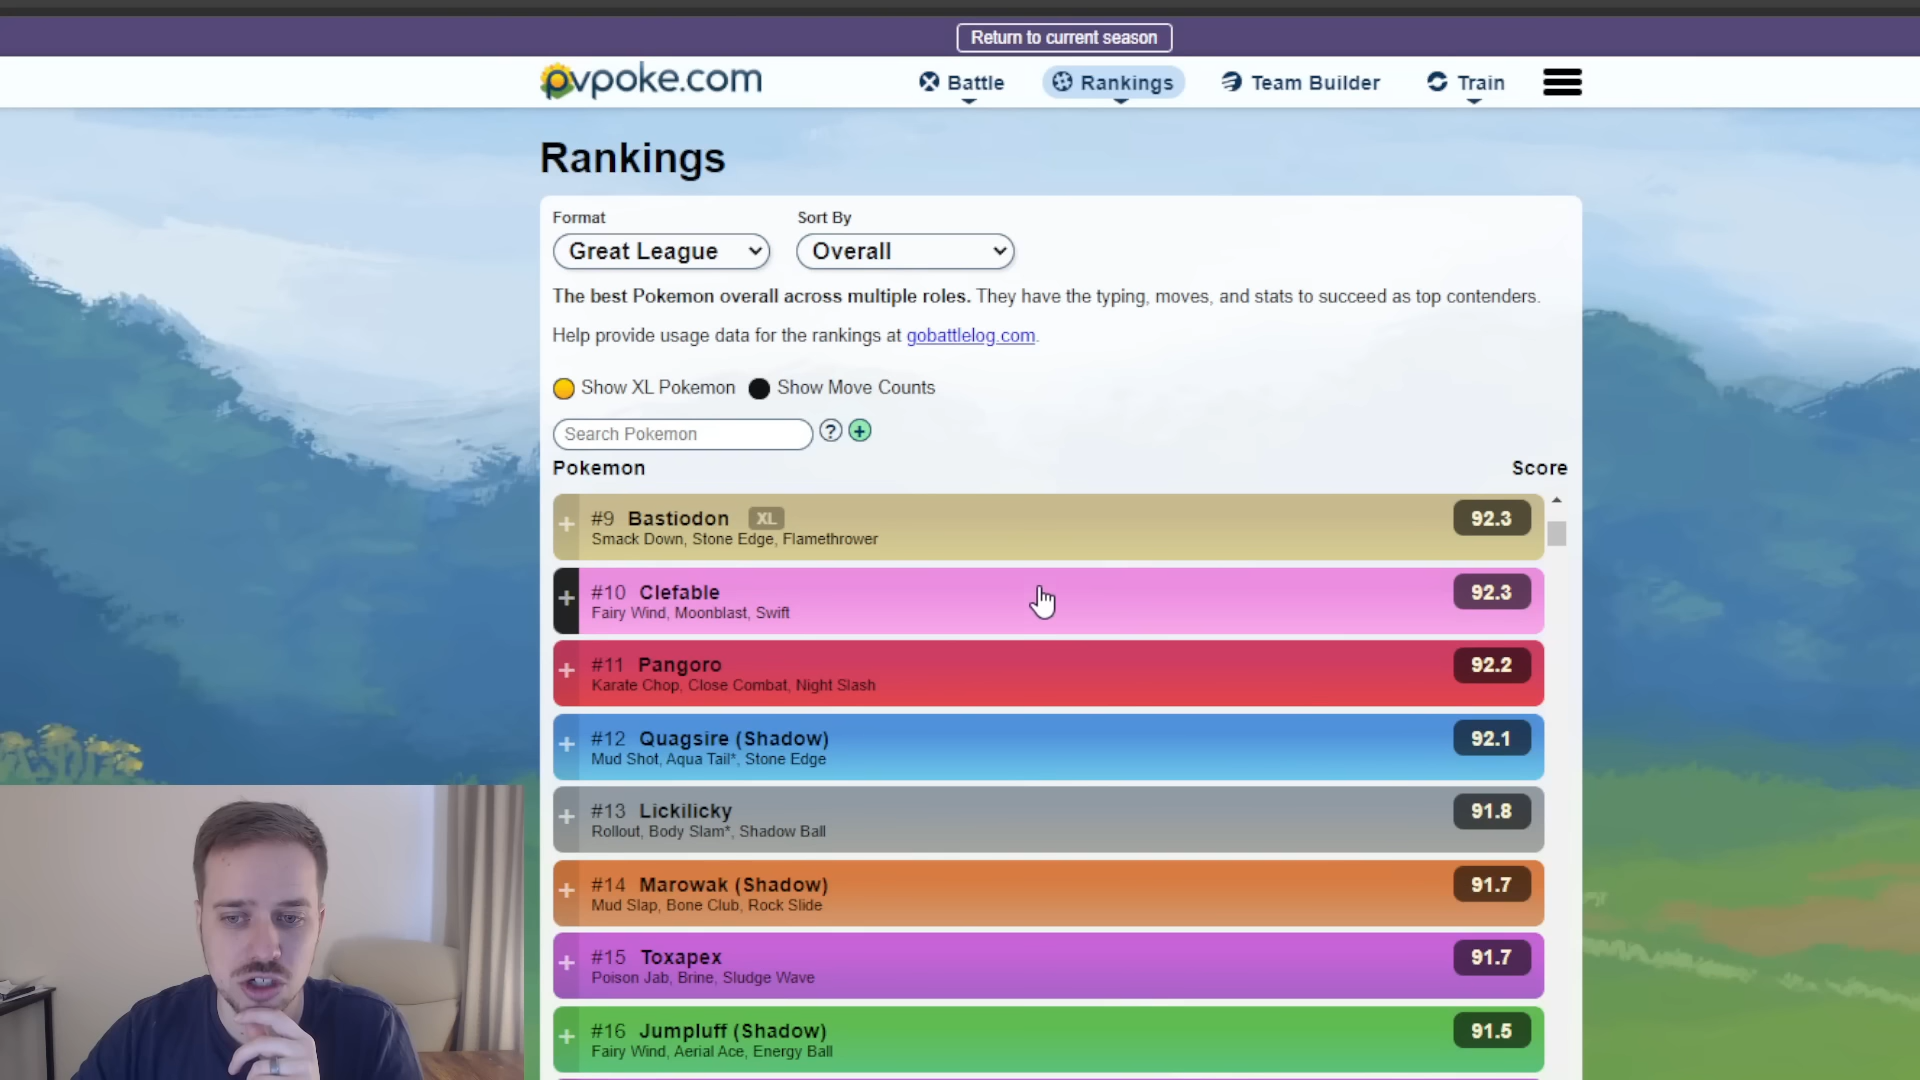 Return to current season
pvpoke.com
Battle
Rankings
Team Builder
Train
Rankings
Format
Sort By
Great League
Overall
The best Pokemon overall across multiple roles. They have the typing, moves, and stats to succeed as top contenders.
Help provide usage data for the rankings at gobattlelog.com.
Show XL Pokemon
Show Move Counts
Search Pokemon
?
+
Pokemon
Score
+ #9 Bastiodon XL 92.3
Smack Down, Stone Edge, Flamethrower
+ #10 Clefable 92.3
Fairy Wind, Moonblast, Swift
+ #11 Pangoro 92.2
Karate Chop, Close Combat, Night Slash
+ #12 Quagsire (Shadow) 92.1
Mud Shot, Aqua Tail*, Stone Edge
+ #13 Lickilicky 91.8
Rollout, Body Slam*, Shadow Ball
+ #14 Marowak (Shadow) 91.7
Mud Slap, Bone Club, Rock Slide
+ #15 Toxapex 91.7
Poison Jab, Brine, Sludge Wave
+ #16 Jumpluff (Shadow) 91.5
Fairy Wind, Aerial Ace, Energy Ball